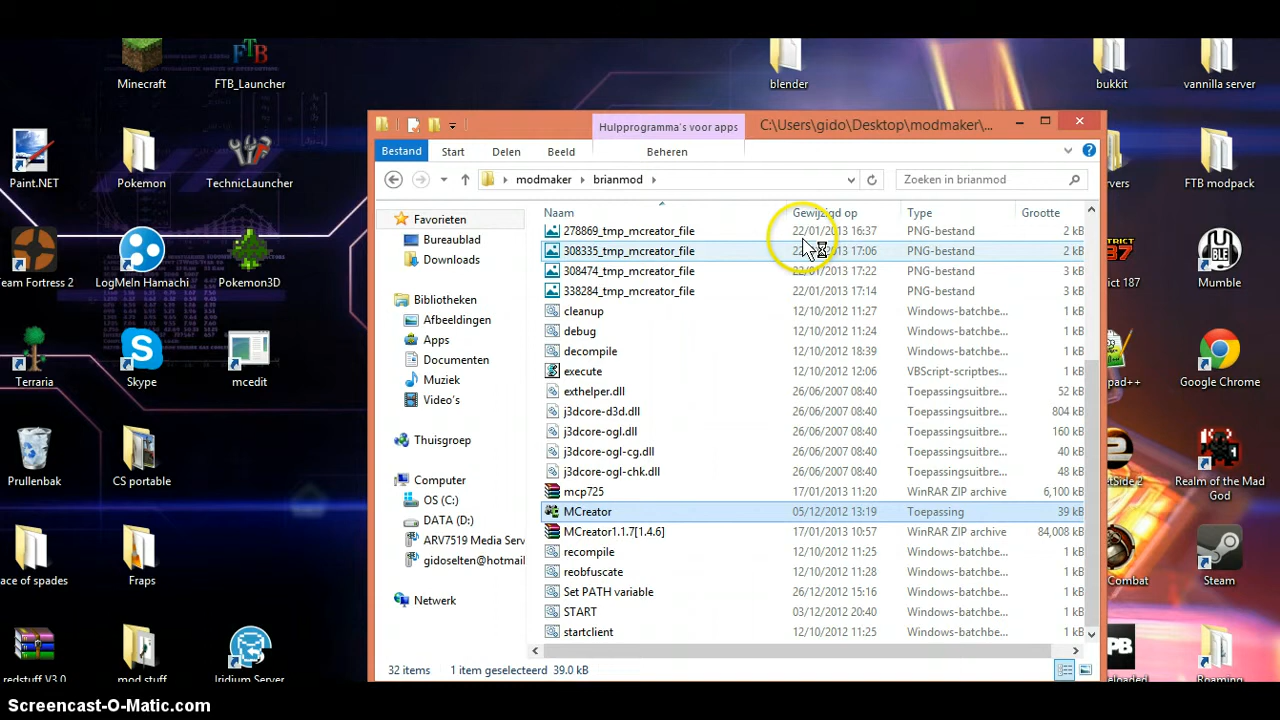 Minecraft
FTB_Launcher
blender
bukkit
vannilla server
Paint.NET
Pokemon
TechnicLauncher
FTB modpack
Team Fortress 2
LogMeIn Hamachi
Pokemon3D
Mumble
Terraria
Skype
mcedit
Google Chrome
Prullenbak
CS portable
Realm of the Mad God
Fraps
Steam
redstuff V3.0
mod stuff
Iridium Server
Roaming
Hulpprogramma's voor apps
C:\Users\gido\Desktop\modmaker\...
Bestand Start Delen Beeld Beheren
modmaker brianmod
Zoeken in brianmod
Naam Gewijzigd op Type Grootte
Favorieten
Bureaublad
Downloads
Bibliotheken
Afbeeldingen
Apps
Documenten
Muziek
Video's
Thuisgroep
Computer
OS (C:)
DATA (D:)
ARV7519 Media Serv
gidoselten@hotmail
Netwerk
278869_tmp_mcreator_file 22/01/2013 16:37 PNG-bestand 2 kB
308335_tmp_mcreator_file 17:06 PNG-bestand 2 kB
308474_tmp_mcreator_file 22/01/2013 17:22 PNG-bestand 3 kB
338284_tmp_mcreator_file 22/01/2013 17:14 PNG-bestand 3 kB
cleanup 12/10/2012 11:27 Windows-batchbe... 1 kB
debug 12/10/2012 11:24 Windows-batchbe... 1 kB
decompile 12/10/2012 18:39 Windows-batchbe... 1 kB
execute 12/10/2012 12:06 VBScript-scriptbes... 1 kB
exthelper.dll 26/06/2007 08:40 Toepassingsuitbre... 52 kB
j3dcore-d3d.dll 26/06/2007 08:40 Toepassingsuitbre... 804 kB
j3dcore-ogl.dll 26/06/2007 08:40 Toepassingsuitbre... 160 kB
j3dcore-ogl-cg.dll 26/06/2007 08:40 Toepassingsuitbre... 40 kB
j3dcore-ogl-chk.dll 26/06/2007 08:40 Toepassingsuitbre... 48 kB
mcp725 17/01/2013 11:20 WinRAR ZIP archive 6,100 kB
MCreator 05/12/2012 13:19 Toepassing 39 kB
MCreator1.1.7[1.4.6] 17/01/2013 10:57 WinRAR ZIP archive 84,008 kB
recompile 12/10/2012 11:25 Windows-batchbe... 1 kB
reobfuscate 12/10/2012 11:28 Windows-batchbe... 1 kB
Set PATH variable 26/12/2012 15:16 Windows-batchbe... 1 kB
START 03/12/2012 20:40 Windows-batchbe... 1 kB
startclient 12/10/2012 11:25 Windows-batchbe... 1 kB
32 items 1 item geselecteerd 39.0 kB
Screencast-O-Matic.com